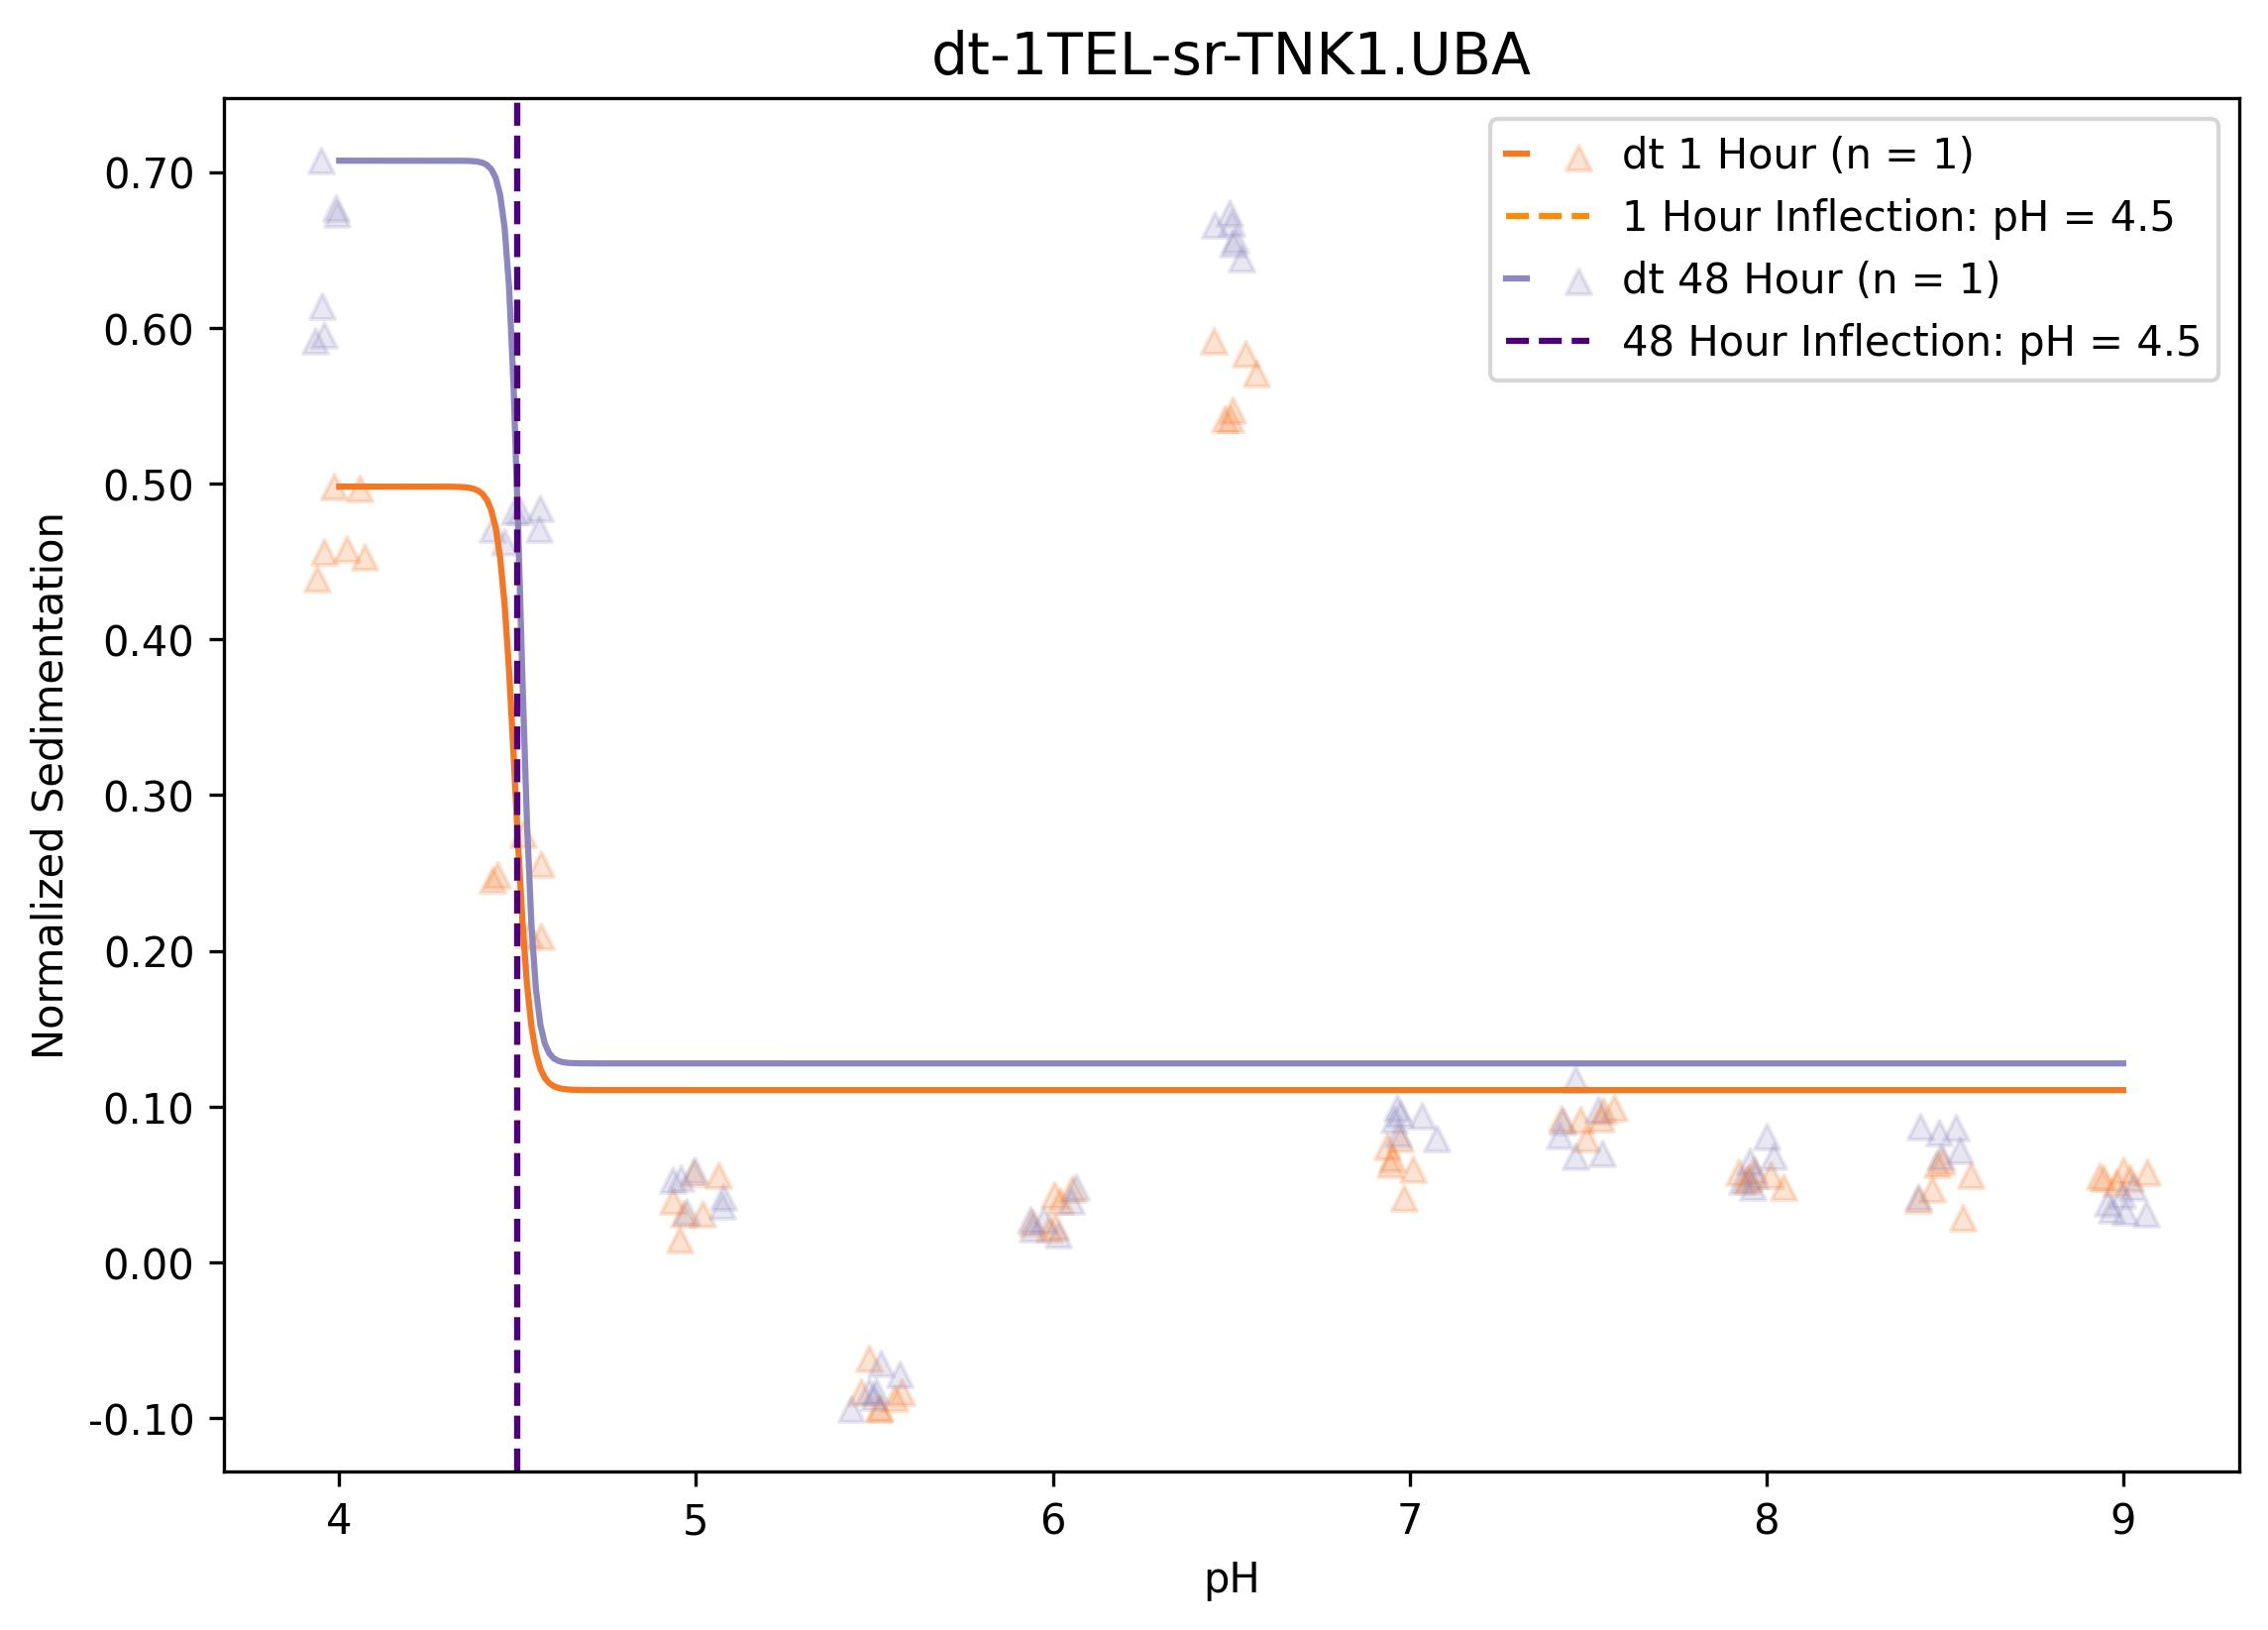 dt-1TEL-sr-TNK1.UBA
dt 1 Hour (n = 1)
1 Hour Inflection: pH = 4.5
dt 48 Hour (n = 1)
48 Hour Inflection: pH = 4.5
Normalized Sedimentation
0.70
0.60
0.50
0.40
0.30
0.20
0.10
0.00
-0.10
4 5 6 7 8 9
pH